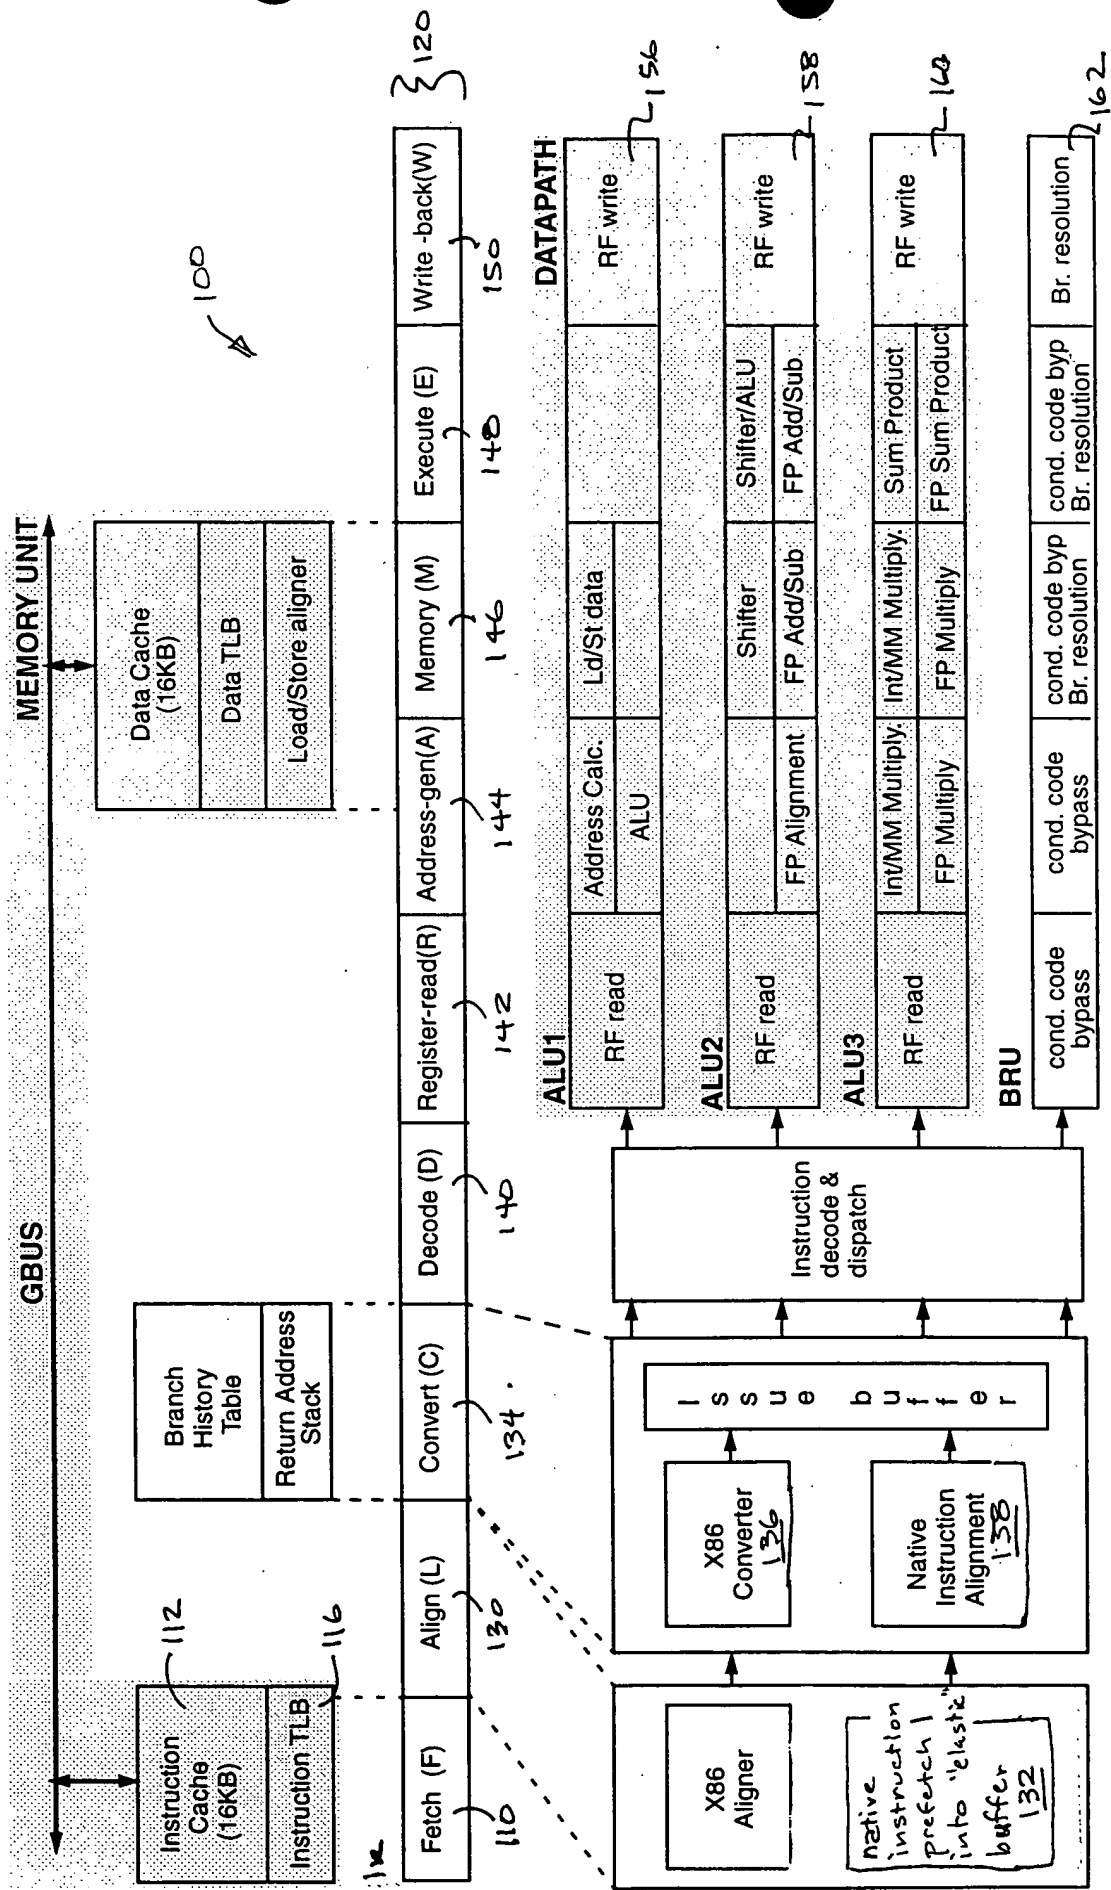 GBUS
MEMORY UNIT
Instruction
Cache
(16KB)
Instruction TLB
112
116
Branch
History
Table
Return Address
Stack
Data Cache
(16KB)
Data TLB
Load/Store aligner
100
120
Fetch (F)
Align (L)
Convert (C)
Decode (D)
Register-read(R)
Address-gen(A)
Memory (M)
Execute (E)
Write -back(W)
110
130
134
140
142
144
146
148
150
X86
Aligner
native
instruction
prefetch
into "elastic"
buffer
132
X86
Converter
136
Native
Instruction
Alignment
138
Issue buffer
Instruction
decode &
dispatch
DATAPATH
ALU1
RF read
Address Calc.
ALU
Ld/St data
RF write
156
ALU2
RF read
FP Alignment
Shifter
FP Add/Sub
Shifter/ALU
FP Add/Sub
RF write
158
ALU3
RF read
Int/MM Multiply.
FP Multiply
Int/MM Multiply.
FP Multiply
Sum Product
FP Sum Product
RF write
BRU
cond. code
bypass
cond. code
bypass
cond. code byp
Br. resolution
cond. code byp
Br. resolution
Br. resolution
162